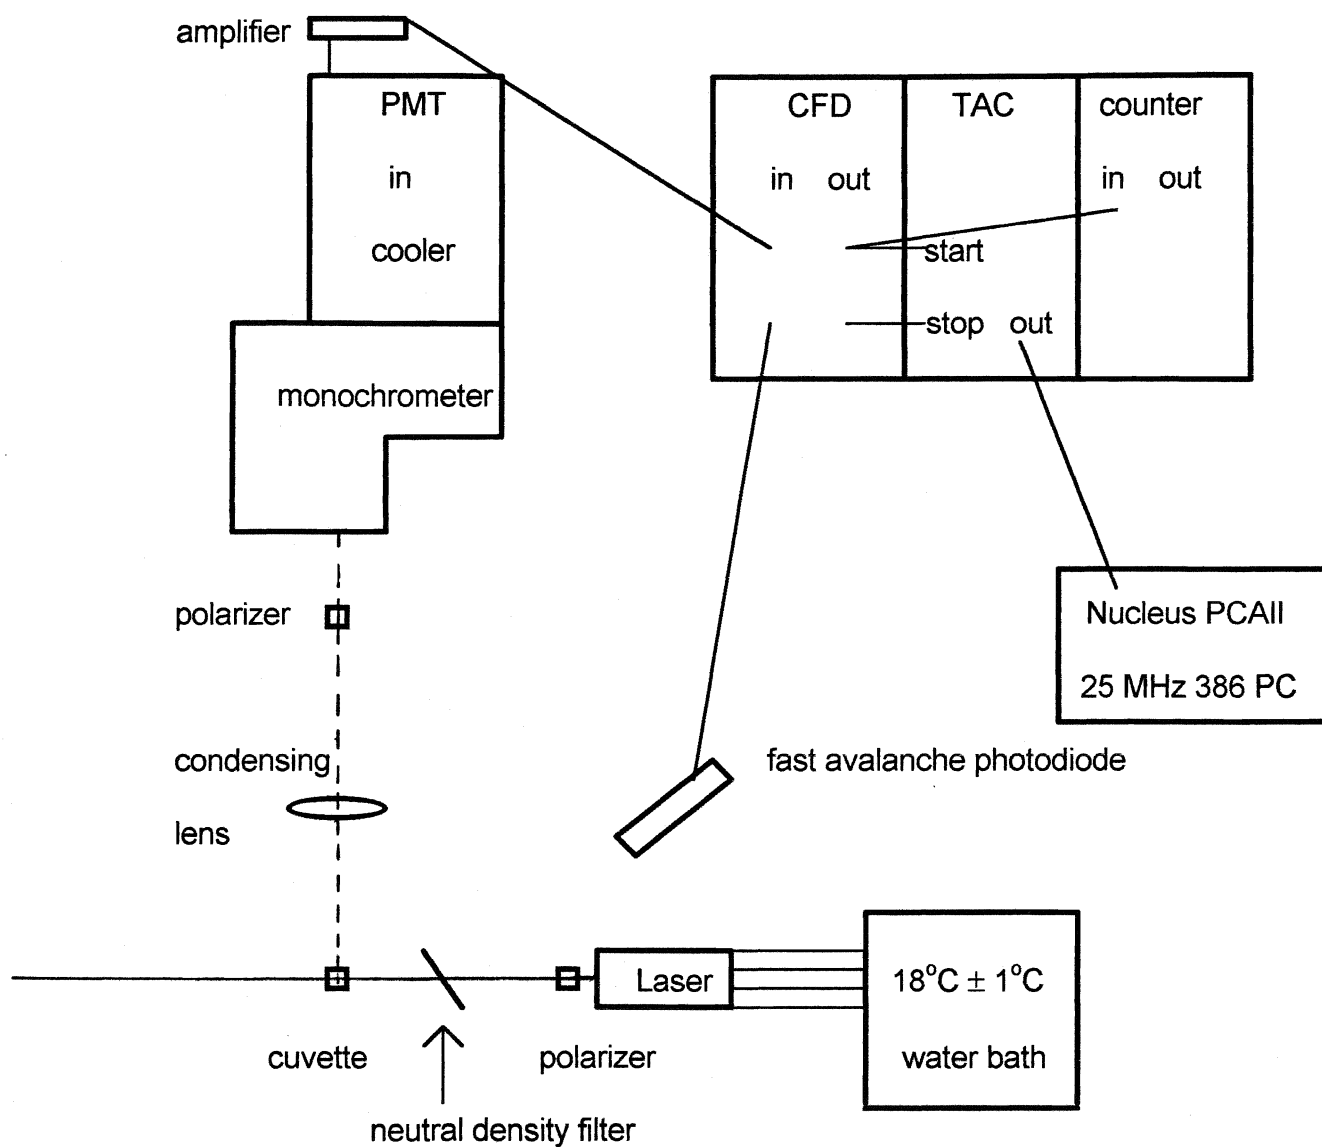 amplifier
PMT
in
cooler
CFD
TAC
counter
in out
in out
start
stop out
monochrometer
polarizer
Nucleus PCAII
25 MHz 386 PC
condensing
lens
fast avalanche photodiode
Laser
18°C ± 1°C
water bath
cuvette
polarizer
neutral density filter